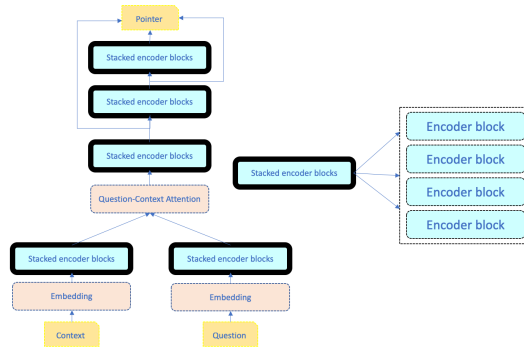 Pointer
Stacked encoder blocks
Stacked encoder blocks
Stacked encoder blocks
Question-Context Attention
Stacked encoder blocks
Stacked encoder blocks
Embedding
Embedding
Context
Question
Stacked encoder blocks
Encoder block
Encoder block
Encoder block
Encoder block